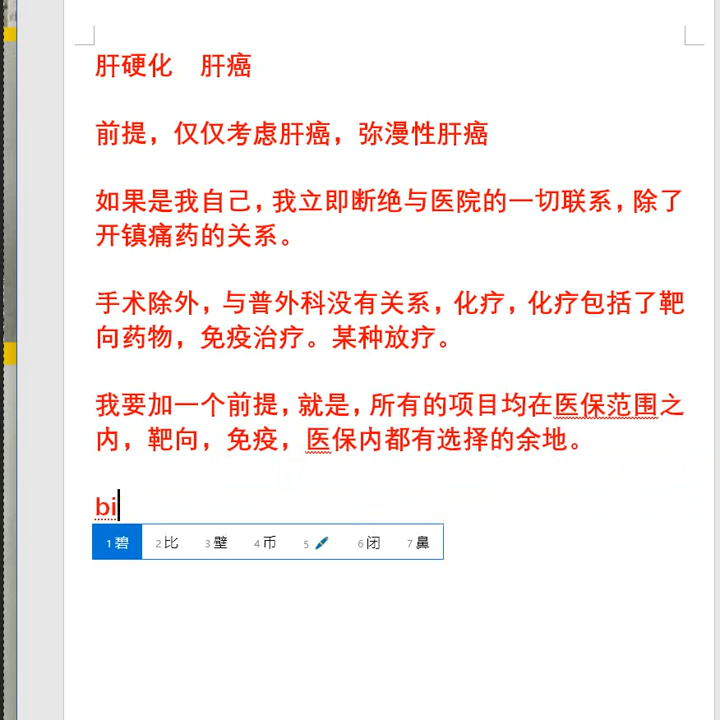 肝硬化 肝癌
前提，仅仅考虑肝癌，弥漫性肝癌
如果是我自己，我立即断绝与医院的一切联系，除了
开镇痛药的关系。
手术除外，与普外科没有关系，化疗，化疗包括了靶
向药物，免疫治疗。某种放疗。
我要加一个前提，就是，所有的项目均在医保范围之
内，靶向，免疫，医保内都有选择的余地。
bi
1 碧 2 比 3 壁 4 币 5 6 闭 7 鼻